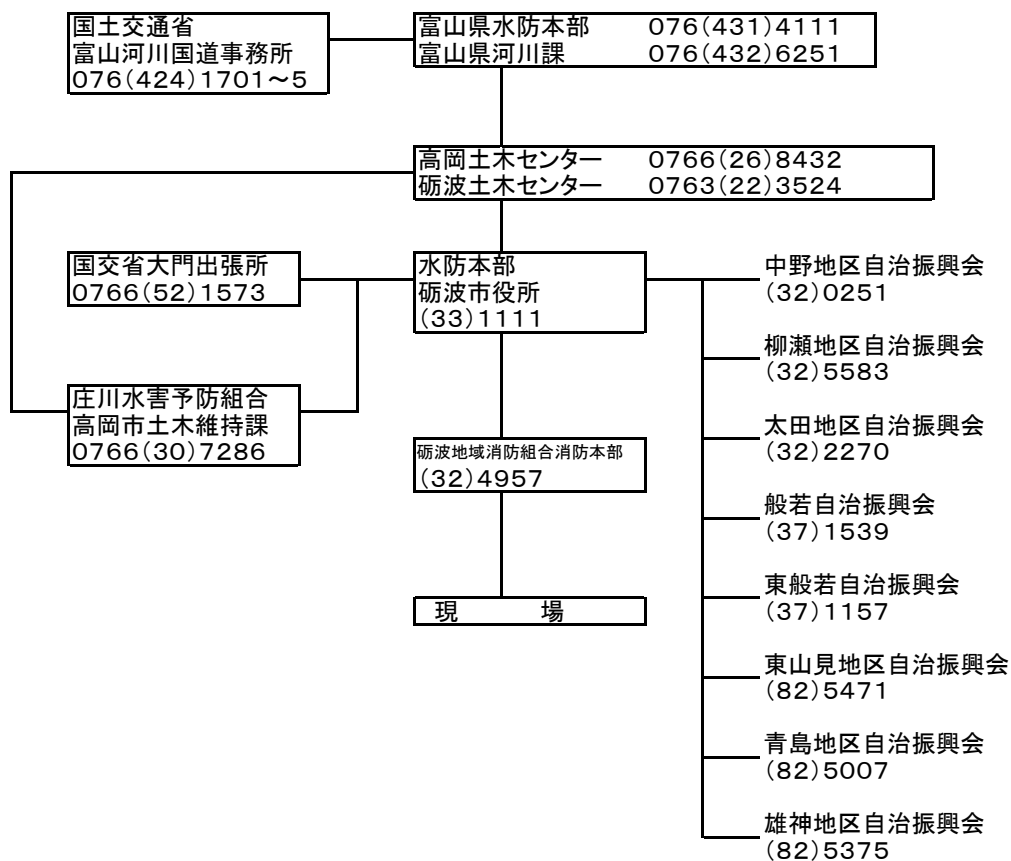 国土交通省
富山河川国道事務所
076(424)1701～5
富山県水防本部 076(431)4111
富山県河川課 076(432)6251
高岡土木センター 0766(26)8432
砺波土木センター 0763(22)3524
国交省大門出張所
0766(52)1573
水防本部
砺波市役所
(33)1111
庄川水害予防組合
高岡市土木維持課
0766(30)7286
砺波地域消防組合消防本部
(32)4957
現 場
中野地区自治振興会
(32)0251
柳瀬地区自治振興会
(32)5583
太田地区自治振興会
(32)2270
般若自治振興会
(37)1539
東般若自治振興会
(37)1157
東山見地区自治振興会
(82)5471
青島地区自治振興会
(82)5007
雄神地区自治振興会
(82)5375